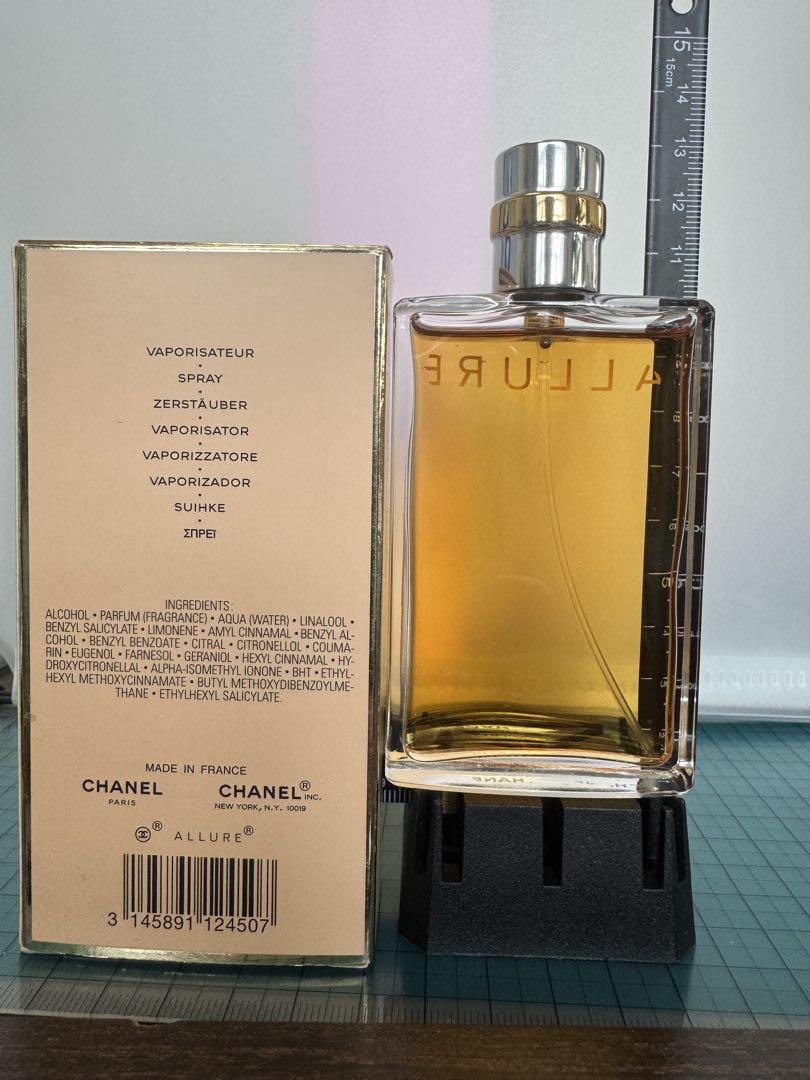 VAPORISATEUR
•
SPRAY
•
ZERSTÄUBER
•
VAPORISATOR
•
VAPORIZZATORE
•
VAPORIZADOR
•
SUIHKE
•
ΣΠΡΕΪ
INGREDIENTS:
ALCOHOL • PARFUM (FRAGRANCE) • AQUA (WATER) • LINALOOL •
BENZYL SALICYLATE • LIMONENE • AMYL CINNAMAL • BENZYL AL-
COHOL • BENZYL BENZOATE • CITRAL • CITRONELLOL • COUMA-
RIN • EUGENOL • FARNESOL • GERANIOL • HEXYL CINNAMAL • HY-
DROXYCITRONELLAL • ALPHA-ISOMETHYL IONONE • BHT • ETHYL-
HEXYL METHOXYCINNAMATE • BUTYL METHOXYDIBENZOYLME-
THANE • ETHYLHEXYL SALICYLATE.
MADE IN FRANCE
CHANEL
PARIS
CHANEL® INC.
NEW YORK, N.Y. 10019
® ALLURE®
3 145891 124507
ALLURE
15
15cm
14
13
12
11